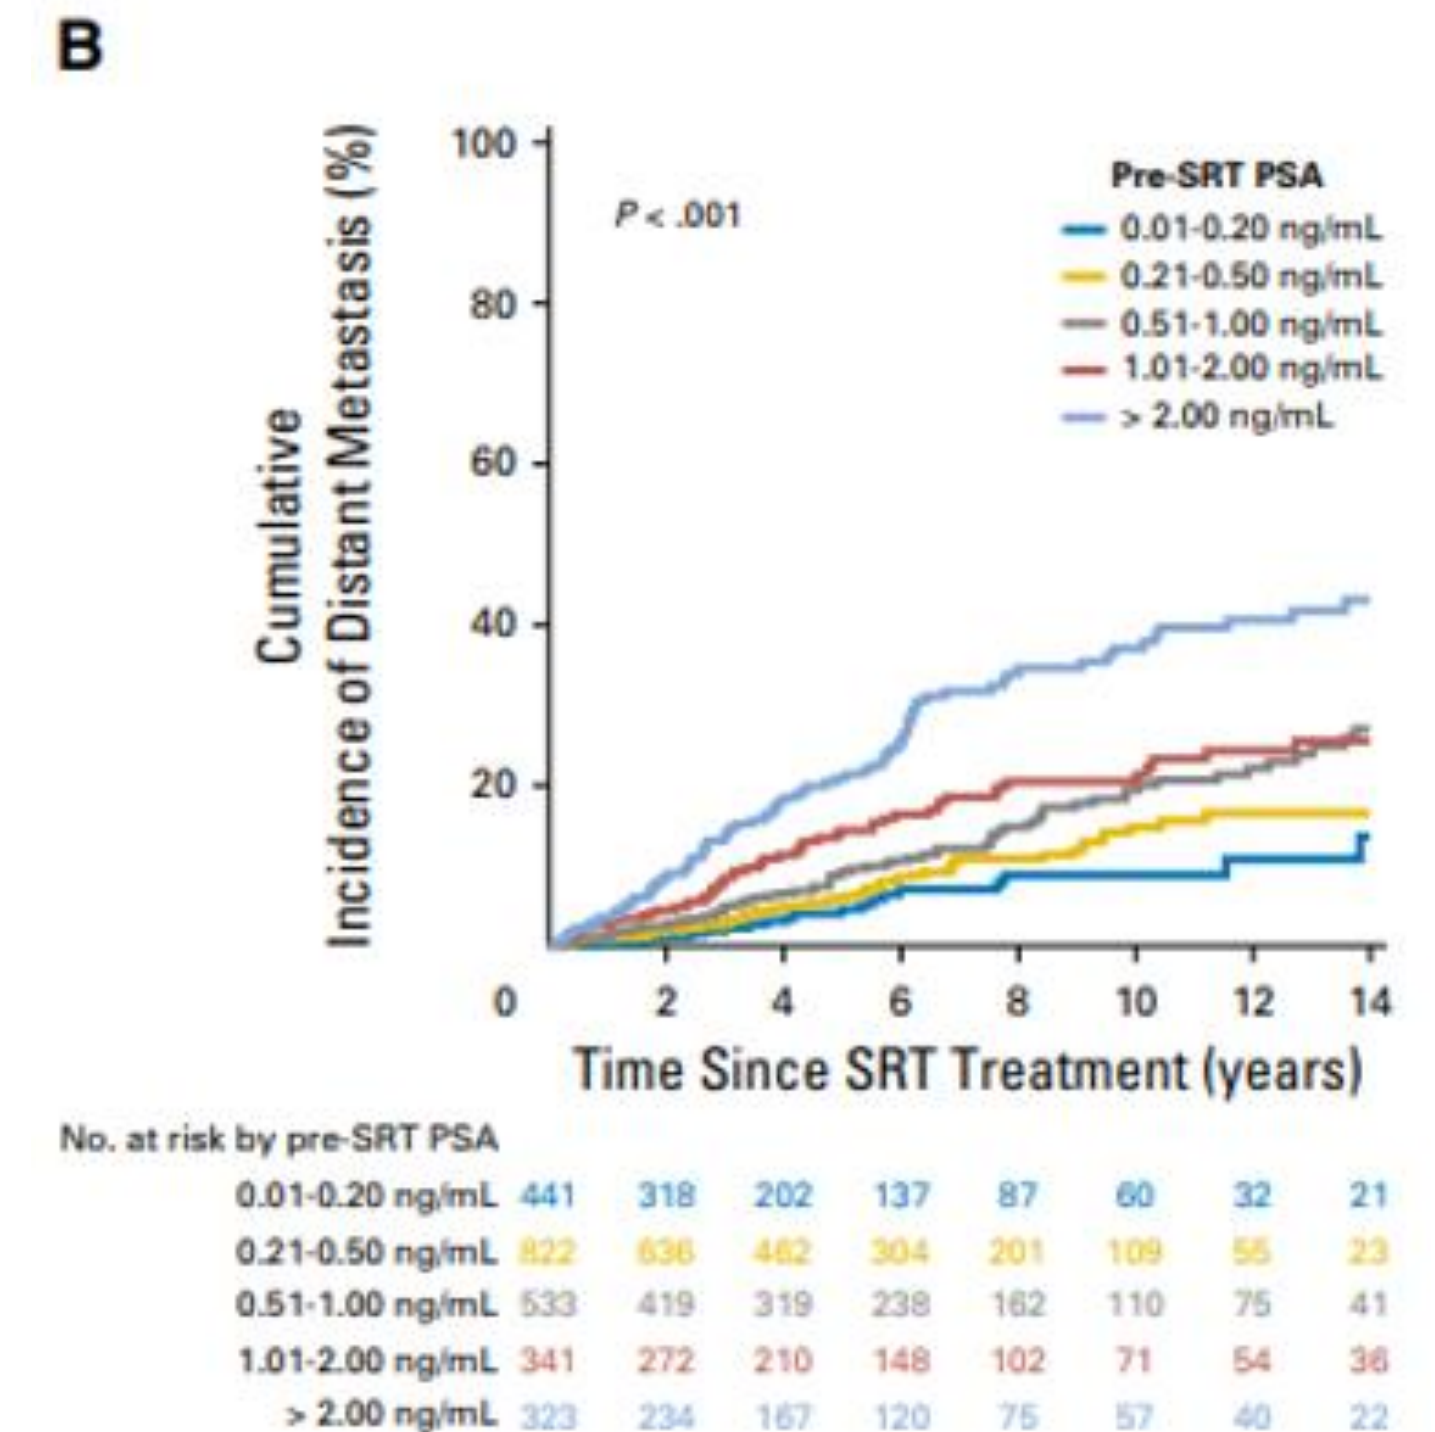 B
Cumulative
Incidence of Distant Metastasis (%)
100
80
60
40
20
P < .001
Pre-SRT PSA
0.01-0.20 ng/mL
0.21-0.50 ng/mL
0.51-1.00 ng/mL
1.01-2.00 ng/mL
> 2.00 ng/mL
0 2 4 6 8 10 12 14
Time Since SRT Treatment (years)
No. at risk by pre-SRT PSA
0.01-0.20 ng/mL 441 318 202 137 87 60 32 21
0.21-0.50 ng/mL 822 636 462 304 201 109 55 23
0.51-1.00 ng/mL 533 419 319 238 162 110 75 41
1.01-2.00 ng/mL 341 272 210 148 102 71 54 36
> 2.00 ng/mL 323 234 167 120 75 57 40 22